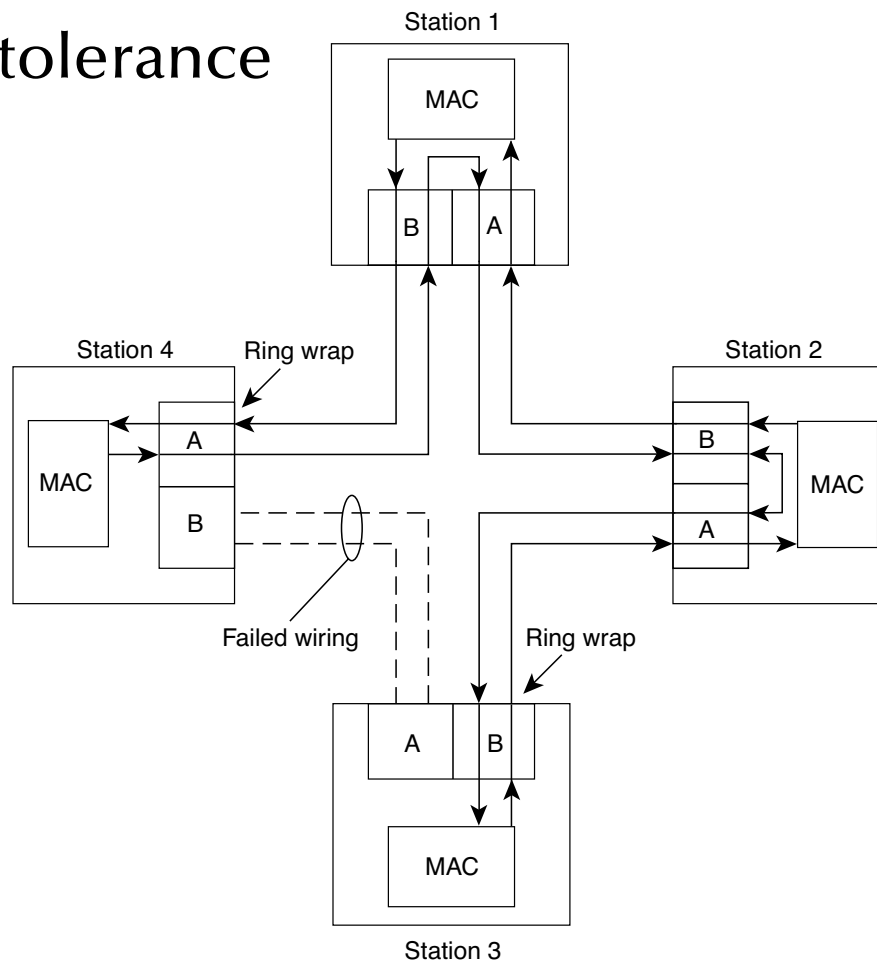 tolerance
Station 1
MAC
B
A
Station 4
Ring wrap
Station 2
A
B
MAC
MAC
B
A
Failed wiring
Ring wrap
A
B
MAC
Station 3